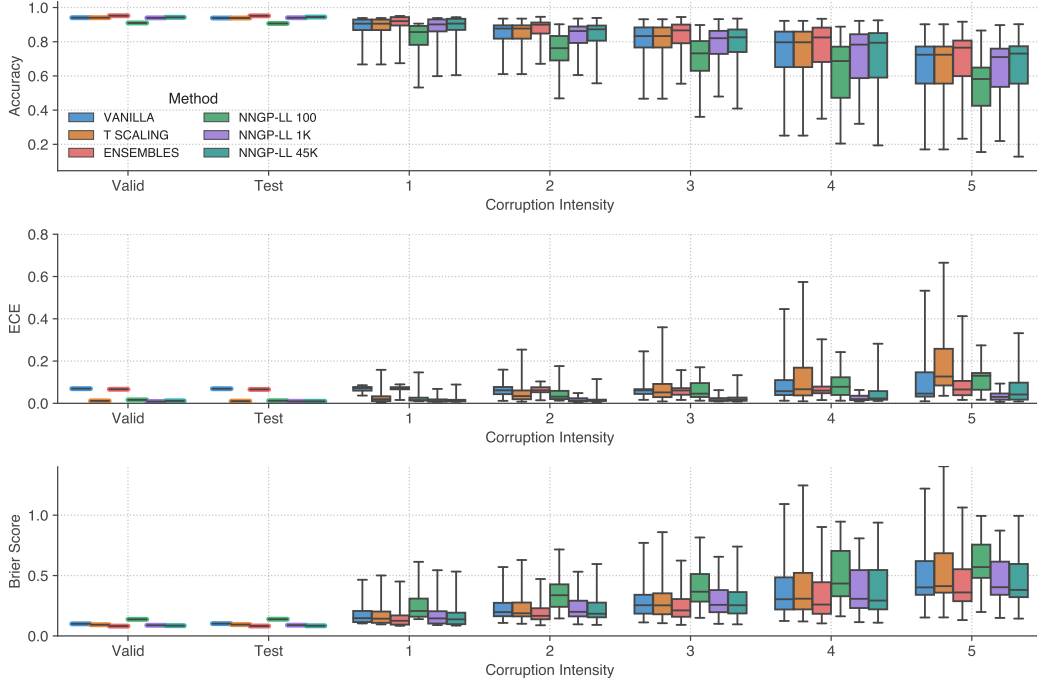 1.0
0.8
0.6
0.4
0.2
Accuracy
Method
VANILLA
T SCALING
ENSEMBLES
NNGP-LL 100
NNGP-LL 1K
NNGP-LL 45K
Valid Test 1 2 3 4 5
Corruption Intensity
0.8
0.6
0.4
0.2
0.0
ECE
Valid Test 1 2 3 4 5
Corruption Intensity
1.0
0.5
0.0
Brier Score
Valid Test 1 2 3 4 5
Corruption Intensity